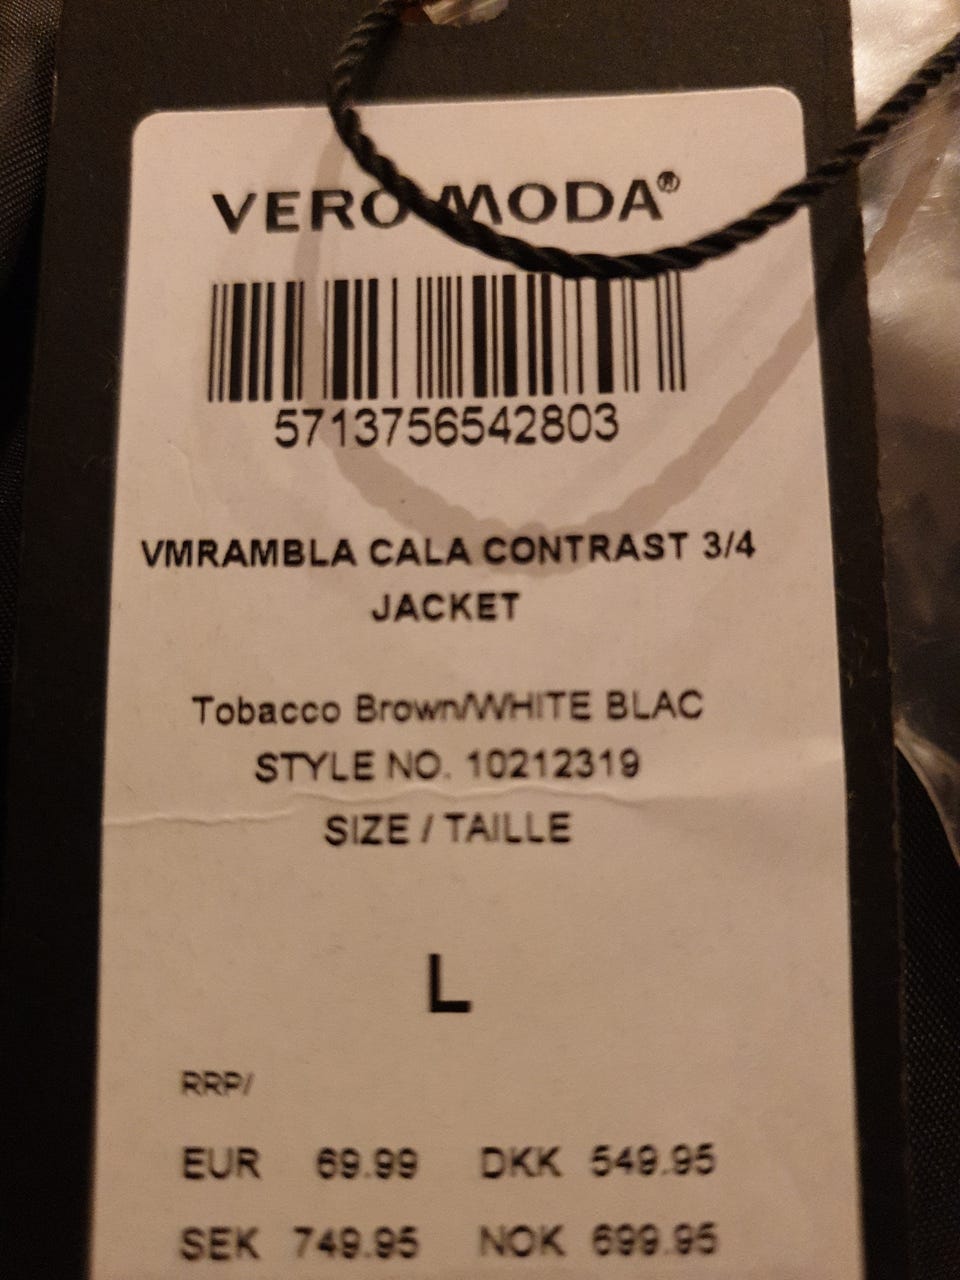 VERO MODA®
5713756542803
VMRAMBLA CALA CONTRAST 3/4
JACKET
Tobacco Brown/WHITE BLAC
STYLE NO. 10212319
SIZE / TAILLE
L
RRP/
EUR 69.99 DKK 549.95
SEK 749.95 NOK 699.95